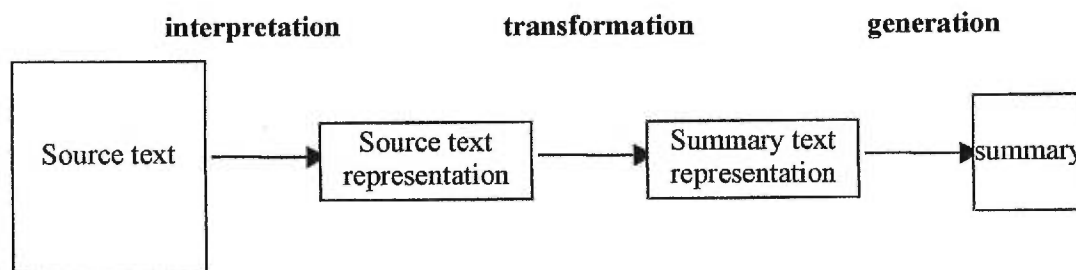 interpretation transformation generation
Source text
Source text
representation
Summary text
representation
summary